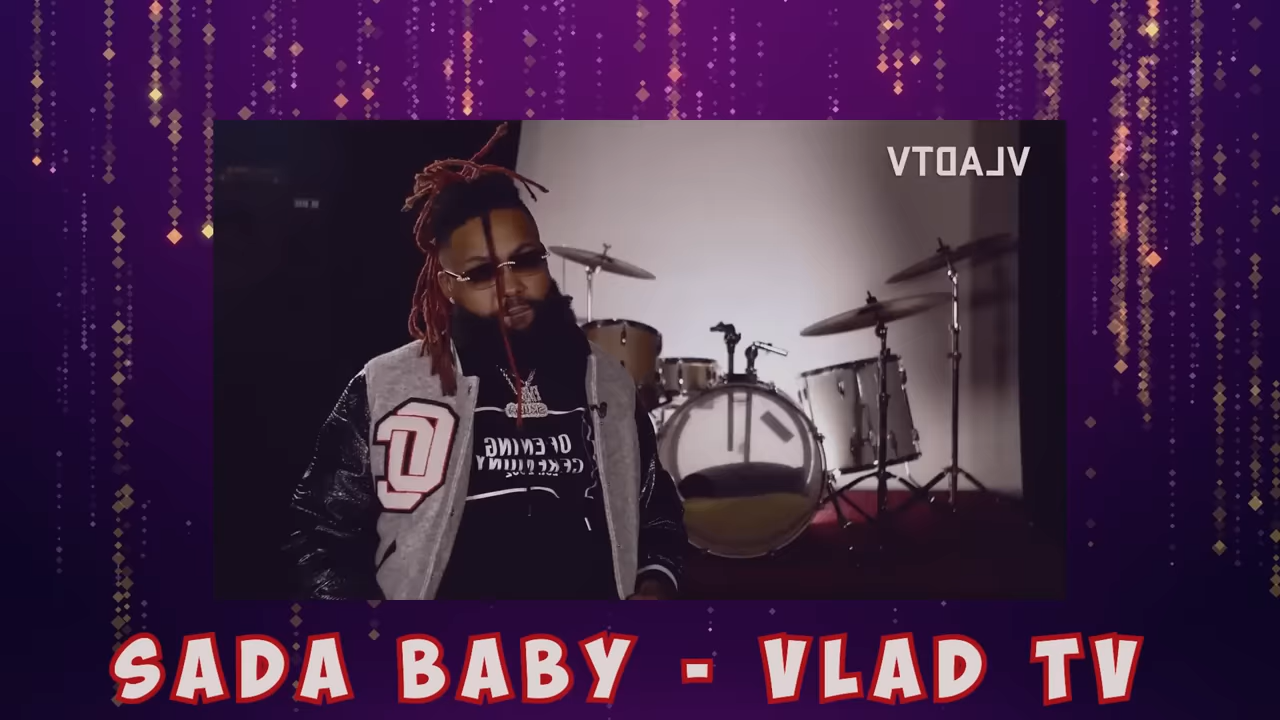 VLADTV
OPENING
CEREMONY
SADA BABY - VLAD TV